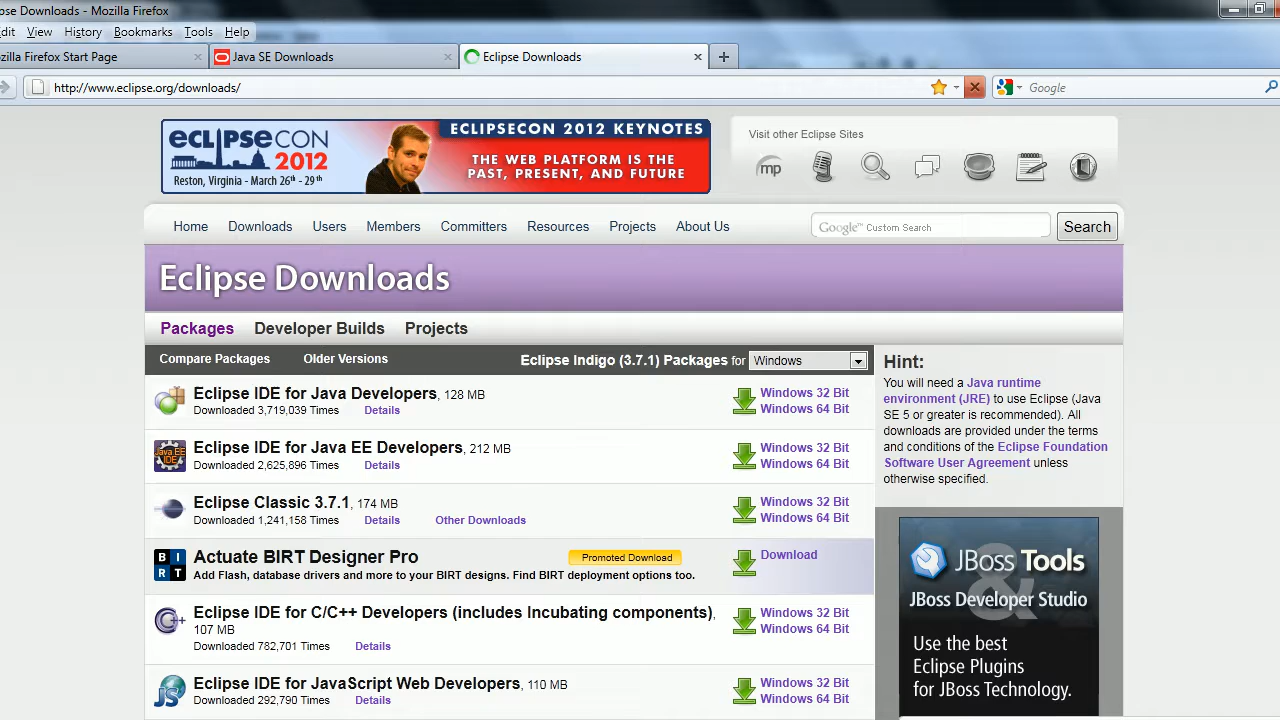 pse Downloads - Mozilla Firefox
dit View History Bookmarks Tools Help
zilla Firefox Start Page
Java SE Downloads
Eclipse Downloads
http://www.eclipse.org/downloads/
Google
eclipsecon 2012
Reston, Virginia - March 26th - 29th
ECLIPSECON 2012 KEYNOTES
THE WEB PLATFORM IS THE
PAST, PRESENT, AND FUTURE
Visit other Eclipse Sites
mp
Home Downloads Users Members Committers Resources Projects About Us
Google™ Custom Search
Search
Eclipse Downloads
Packages Developer Builds Projects
Compare Packages Older Versions Eclipse Indigo (3.7.1) Packages for Windows
Eclipse IDE for Java Developers, 128 MB
Downloaded 3,719,039 Times Details
Windows 32 Bit
Windows 64 Bit
Java EE
IDE
Eclipse IDE for Java EE Developers, 212 MB
Downloaded 2,625,896 Times Details
Windows 32 Bit
Windows 64 Bit
Eclipse Classic 3.7.1, 174 MB
Downloaded 1,241,158 Times Details Other Downloads
Windows 32 Bit
Windows 64 Bit
B I
R T
Actuate BIRT Designer Pro
Promoted Download
Add Flash, database drivers and more to your BIRT designs. Find BIRT deployment options too.
Download
C++
Eclipse IDE for C/C++ Developers (includes Incubating components),
107 MB
Downloaded 782,701 Times Details
Windows 32 Bit
Windows 64 Bit
JS
Eclipse IDE for JavaScript Web Developers, 110 MB
Downloaded 292,790 Times Details
Windows 32 Bit
Windows 64 Bit
Hint:
You will need a Java runtime
environment (JRE) to use Eclipse (Java
SE 5 or greater is recommended). All
downloads are provided under the terms
and conditions of the Eclipse Foundation
Software User Agreement unless
otherwise specified.
JBoss Tools
&
JBoss Developer Studio
Use the best
Eclipse Plugins
for JBoss Technology.